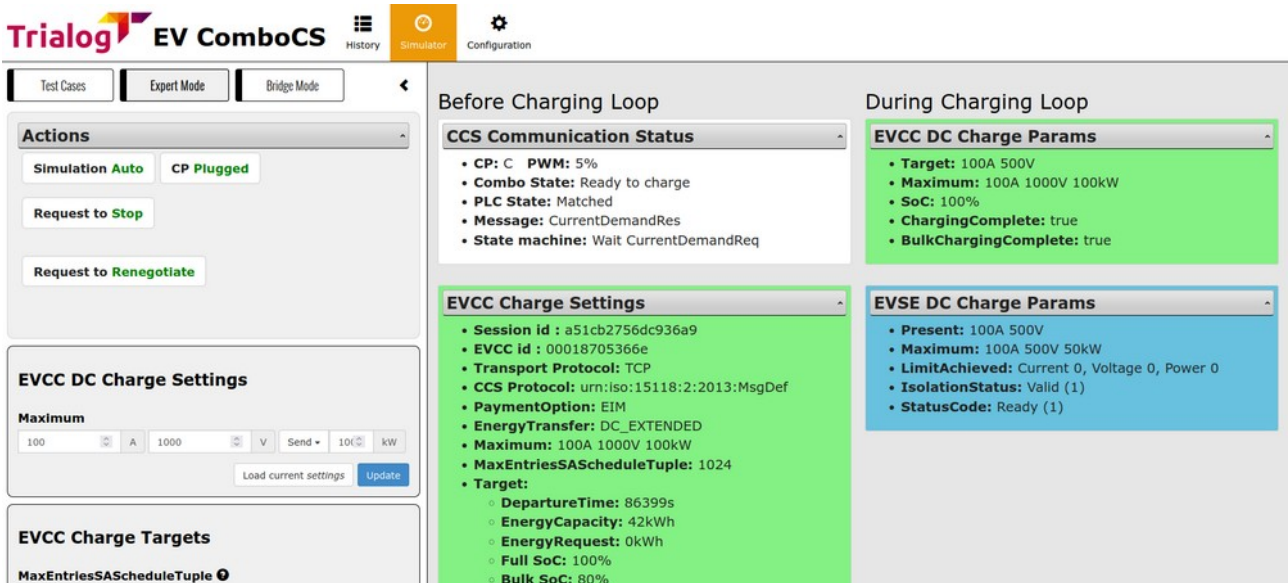 Trialog EV ComboCS
History
Simulator
Configuration
Test Cases
Expert Mode
Bridge Mode
Actions
Simulation Auto
CP Plugged
Request to Stop
Request to Renegotiate
EVCC DC Charge Settings
Maximum
100 A 1000 V Send 100 kW
Load current settings Update
EVCC Charge Targets
MaxEntriesSAScheduleTuple
Before Charging Loop
CCS Communication Status
• CP: C PWM: 5%
• Combo State: Ready to charge
• PLC State: Matched
• Message: CurrentDemandRes
• State machine: Wait CurrentDemandReq
EVCC Charge Settings
• Session id : a51cb2756dc936a9
• EVCC id : 00018705366e
• Transport Protocol: TCP
• CCS Protocol: urn:iso:15118:2:2013:MsgDef
• PaymentOption: EIM
• EnergyTransfer: DC_EXTENDED
• Maximum: 100A 1000V 100kW
• MaxEntriesSAScheduleTuple: 1024
• Target:
◦ DepartureTime: 86399s
◦ EnergyCapacity: 42kWh
◦ EnergyRequest: 0kWh
◦ Full SoC: 100%
◦ Bulk SoC: 80%
During Charging Loop
EVCC DC Charge Params
• Target: 100A 500V
• Maximum: 100A 1000V 100kW
• SoC: 100%
• ChargingComplete: true
• BulkChargingComplete: true
EVSE DC Charge Params
• Present: 100A 500V
• Maximum: 100A 500V 50kW
• LimitAchieved: Current 0, Voltage 0, Power 0
• IsolationStatus: Valid (1)
• StatusCode: Ready (1)